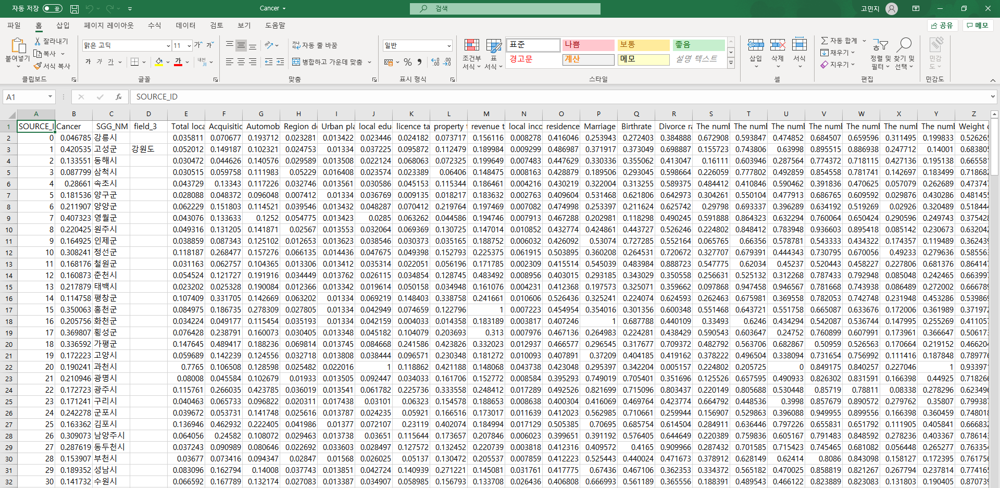 자동 저장 끔 Cancer 검색 고민지
파일 홈 삽입 페이지 레이아웃 수식 데이터 검토 보기 도움말 공유 메모
붙여넣기 잘라내기 복사 서식 복사 클립보드
맑은 고딕 11 가 가 가 가 가 가 내천 글꼴
자동 줄 바꿈 병합하고 가운데 맞춤 맞춤
일반 % 표시 형식
조건부 서식 표 서식 표준 나쁨 보통 좋음
경고문 계산 메모 설명 텍스트 스타일
삽입 삭제 서식 셀
자동 합계 채우기 지우기 정렬 및 필터 찾기 및 선택 편집
민감도 민감도
A1 fx SOURCE_ID
A B C D E F G H I J K L M N O P Q R S T U V W X Y Z
1 SOURCE_I Cancer SGG_NM field_3 Total loca Acquisitic Automob Region de Urban pla local edu licence ta property t revenue t local inco residence Marriage Birthrate Divorce ra The numb The numb The numb The numb The numb The numb The numb Weight c
2 0 0.046785 강릉시 0.035811 0.070677 0.193712 0.023281 0.013422 0.023446 0.024182 0.073717 0.156116 0.008278 0.416046 0.253943 0.272403 0.384888 0.672908 0.593847 0.474852 0.684507 0.659596 0.311495 0.199833 0.526265
3 1 0.420535 고성군 강원도 0.052012 0.149187 0.102321 0.024753 0.01334 0.037225 0.095872 0.112479 0.189984 0.009299 0.486987 0.371917 0.373049 0.698887 0.155723 0.743806 0.63998 0.895515 0.886938 0.247712 0.14001 0.683805
4 2 0.133551 동해시 0.030472 0.044626 0.140576 0.029589 0.013508 0.022124 0.068063 0.072325 0.199649 0.007483 0.447629 0.330336 0.355062 0.413047 0.16111 0.603946 0.287564 0.774372 0.718115 0.427136 0.195138 0.665581
5 3 0.087799 삼척시 0.030515 0.059758 0.111983 0.05229 0.016408 0.023574 0.023389 0.06406 0.148475 0.008163 0.428879 0.189506 0.293045 0.598664 0.226059 0.777802 0.492859 0.854558 0.781741 0.142697 0.183499 0.718682
6 4 0.28661 속초시 0.043729 0.13343 0.117226 0.032746 0.013561 0.030586 0.045153 0.115344 0.186461 0.004216 0.430219 0.322004 0.313255 0.589375 0.484412 0.410846 0.590462 0.391836 0.470625 0.057079 0.262689 0.473747
7 5 0.181536 양구군 0.028088 0.048372 0.096048 0.007412 0.01334 0.036769 0.009135 0.018217 0.183632 0.002763 0.409604 0.531468 0.621806 0.642973 0.304261 0.550104 0.477913 0.686765 0.609592 0.029876 0.430286 0.481455
8 6 0.211907 양양군 0.062229 0.151803 0.114521 0.039546 0.013432 0.048287 0.070412 0.219764 0.197469 0.007082 0.474998 0.253397 0.211624 0.625742 0.29798 0.693337 0.396289 0.634192 0.519269 0.02926 0.320489 0.518444
9 7 0.407323 영월군 0.043076 0.133633 0.1252 0.054775 0.013423 0.0285 0.063262 0.044586 0.194746 0.007913 0.467288 0.202981 0.118298 0.490245 0.591888 0.864323 0.632294 0.760064 0.650424 0.290596 0.249743 0.375428
10 8 0.220425 원주시 0.049316 0.131205 0.141871 0.02567 0.013553 0.032064 0.069369 0.130725 0.147014 0.010852 0.432774 0.424861 0.443727 0.526246 0.224802 0.848412 0.783948 0.936603 0.895418 0.085142 0.230673 0.632042
11 9 0.164925 인제군 0.038859 0.087343 0.125102 0.012653 0.013623 0.038546 0.030373 0.035165 0.188752 0.006032 0.426092 0.53074 0.727285 0.552164 0.065765 0.66356 0.578781 0.543333 0.434322 0.174357 0.119489 0.362439
12 10 0.308241 정선군 0.118187 0.268477 0.157276 0.066135 0.014436 0.047675 0.049398 0.152793 0.225375 0.061915 0.503895 0.360208 0.264531 0.720672 0.327707 0.679391 0.444343 0.730795 0.670056 0.49233 0.279636 0.585563
13 11 0.168176 철원군 0.031163 0.062757 0.104365 0.013306 0.013412 0.035314 0.022051 0.056196 0.171785 0.002309 0.415514 0.545039 0.483984 0.888723 0.547775 0.62034 0.45237 0.520443 0.458227 0.227806 0.681376 0.864147
14 12 0.160873 춘천시 0.054524 0.121727 0.191916 0.034449 0.013762 0.026115 0.034854 0.128745 0.483492 0.008956 0.403015 0.293185 0.343029 0.350558 0.256631 0.525132 0.312268 0.787433 0.792948 0.085048 0.242465 0.663997
15 13 0.217879 태백시 0.023202 0.025328 0.190084 0.012366 0.013342 0.019614 0.050158 0.034948 0.161076 0.004231 0.412368 0.197573 0.325071 0.359662 0.097868 0.947458 0.946567 0.781668 0.743938 0.086489 0.272002 0.666789
16 14 0.114758 평창군 0.107409 0.331705 0.142669 0.063202 0.01334 0.069219 0.148403 0.338758 0.241661 0.010606 0.526436 0.325241 0.224074 0.624593 0.262463 0.675981 0.369558 0.782053 0.742748 0.231948 0.453286 0.539869
17 15 0.350063 홍천군 0.084975 0.186735 0.278309 0.027805 0.01334 0.042949 0.074659 0.122796 1 0.007223 0.454954 0.354016 0.301356 0.600348 0.551468 0.643721 0.551758 0.665087 0.633676 0.172006 0.361989 0.371972
18 16 0.205756 화천군 0.034224 0.049177 0.115454 0.035193 0.01334 0.042159 0.004033 0.014358 0.183189 0.003817 0.407246 1 0.687788 0.440109 0.33493 0.6246 0.434294 0.542087 0.536744 0.147995 0.255269 0.411057
19 17 0.369807 횡성군 0.076428 0.238791 0.160073 0.030405 0.013348 0.045182 0.104079 0.203693 0.313 0.007976 0.467136 0.264983 0.224281 0.438429 0.590543 0.603647 0.24752 0.760899 0.607991 0.173961 0.366647 0.506173
20 18 0.336592 가평군 0.147645 0.489417 0.188236 0.069814 0.013745 0.084668 0.241586 0.423826 0.332023 0.012937 0.466577 0.296545 0.317677 0.709372 0.482792 0.563706 0.682867 0.50959 0.526563 0.170664 0.219152 0.466204
21 19 0.172223 고양시 0.059689 0.142239 0.124556 0.032718 0.013808 0.038444 0.096571 0.230348 0.181272 0.010093 0.407891 0.37209 0.404185 0.419162 0.378222 0.496504 0.338094 0.731654 0.756992 0.111416 0.187848 0.789776
22 20 0.190241 과천시 0.7765 0.106508 0.128598 0.025482 0.022016 1 0.118862 0.421188 0.148068 0.043738 0.423048 0.295397 0.342204 0.005157 0.224802 0.205725 0 0.849175 0.840257 0.227046 1 0.933971
23 21 0.210946 광명시 0.08008 0.045584 0.102679 0.01933 0.013505 0.092447 0.034033 0.161706 0.152772 0.008584 0.395293 0.749019 0.705401 0.351696 0.125526 0.657595 0.490933 0.826302 0.831591 0.166398 0.44925 0.718266
24 22 0.172723 광주시 0.115761 0.266035 0.423785 0.036019 0.013541 0.061782 0.225736 0.333558 0.248412 0.017289 0.492526 0.821699 0.715096 0.803437 0.220149 0.805688 0.530448 0.85719 0.78811 0.08338 0.278296 0.623496
25 23 0.171241 구리시 0.040463 0.065733 0.096822 0.020311 0.017438 0.03101 0.06323 0.154578 0.188653 0.008638 0.400304 0.416069 0.469764 0.423774 0.664792 0.448536 0.3998 0.857679 0.890572 0.279762 0.35807 0.799387
26 24 0.242278 군포시 0.039672 0.053731 0.141748 0.025616 0.013787 0.024235 0.05921 0.166516 0.173017 0.011639 0.412023 0.562985 0.710661 0.259944 0.156907 0.529863 0.396088 0.949955 0.899556 0.166398 0.360459 0.748018
27 25 0.163362 김포시 0.136946 0.462932 0.222405 0.041986 0.01377 0.072107 0.23119 0.402074 0.184994 0.017129 0.505385 0.70695 0.685754 0.614504 0.284911 0.636446 0.797226 0.655831 0.651792 0.111905 0.405841 0.666832
28 26 0.309073 남양주시 0.064056 0.24582 0.108072 0.029463 0.013738 0.03651 0.115644 0.173657 0.207846 0.006023 0.399651 0.391192 0.576405 0.644649 0.220389 0.759836 0.605167 0.791483 0.848592 0.278236 0.403367 0.786143
29 27 0.287619 동두천시 0.037243 0.090989 0.080646 0.022692 0.033603 0.028497 0.127572 0.132452 0.220739 0.003818 0.412316 0.409572 0.4165 0.909966 0.287432 0.701585 0.715423 0.745465 0.681082 0.056448 0.265277 0.763354
30 28 0.153907 부천시 0.03677 0.073416 0.094347 0.02847 0.01568 0.026025 0.05137 0.130472 0.205537 0.007859 0.412223 0.525443 0.440024 0.471673 0.378912 0.628149 0.62414 0.8086 0.843098 0.158127 0.172395 0.761756
31 29 0.189352 성남시 0.083096 0.162794 0.14008 0.037743 0.013851 0.042724 0.140939 0.271221 0.145081 0.031761 0.417775 0.67436 0.467106 0.362353 0.334372 0.565182 0.470025 0.858819 0.821267 0.267794 0.237814 0.774165
32 30 0.141732 수원시 0.066592 0.167789 0.132174 0.027083 0.013387 0.034907 0.058985 0.156793 0.133708 0.026436 0.406808 0.666993 0.561189 0.365556 0.188391 0.489543 0.466122 0.823889 0.823083 0.131803 0.190405 0.870739